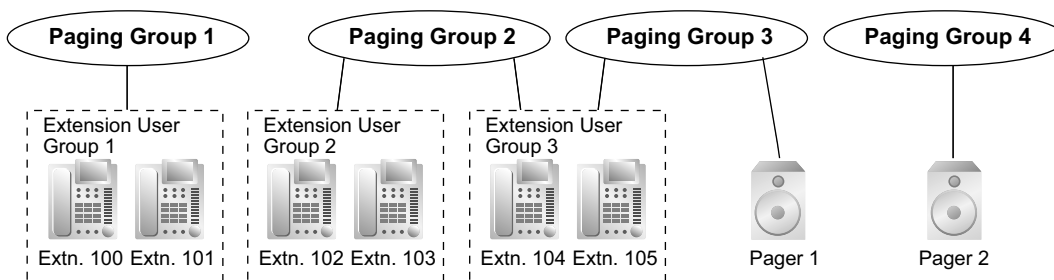 Paging Group 1
Paging Group 2
Paging Group 3
Paging Group 4
Extension User
Group 1
Extension User
Group 2
Extension User
Group 3
Extn. 100 Extn. 101
Extn. 102 Extn. 103
Extn. 104 Extn. 105
Pager 1
Pager 2